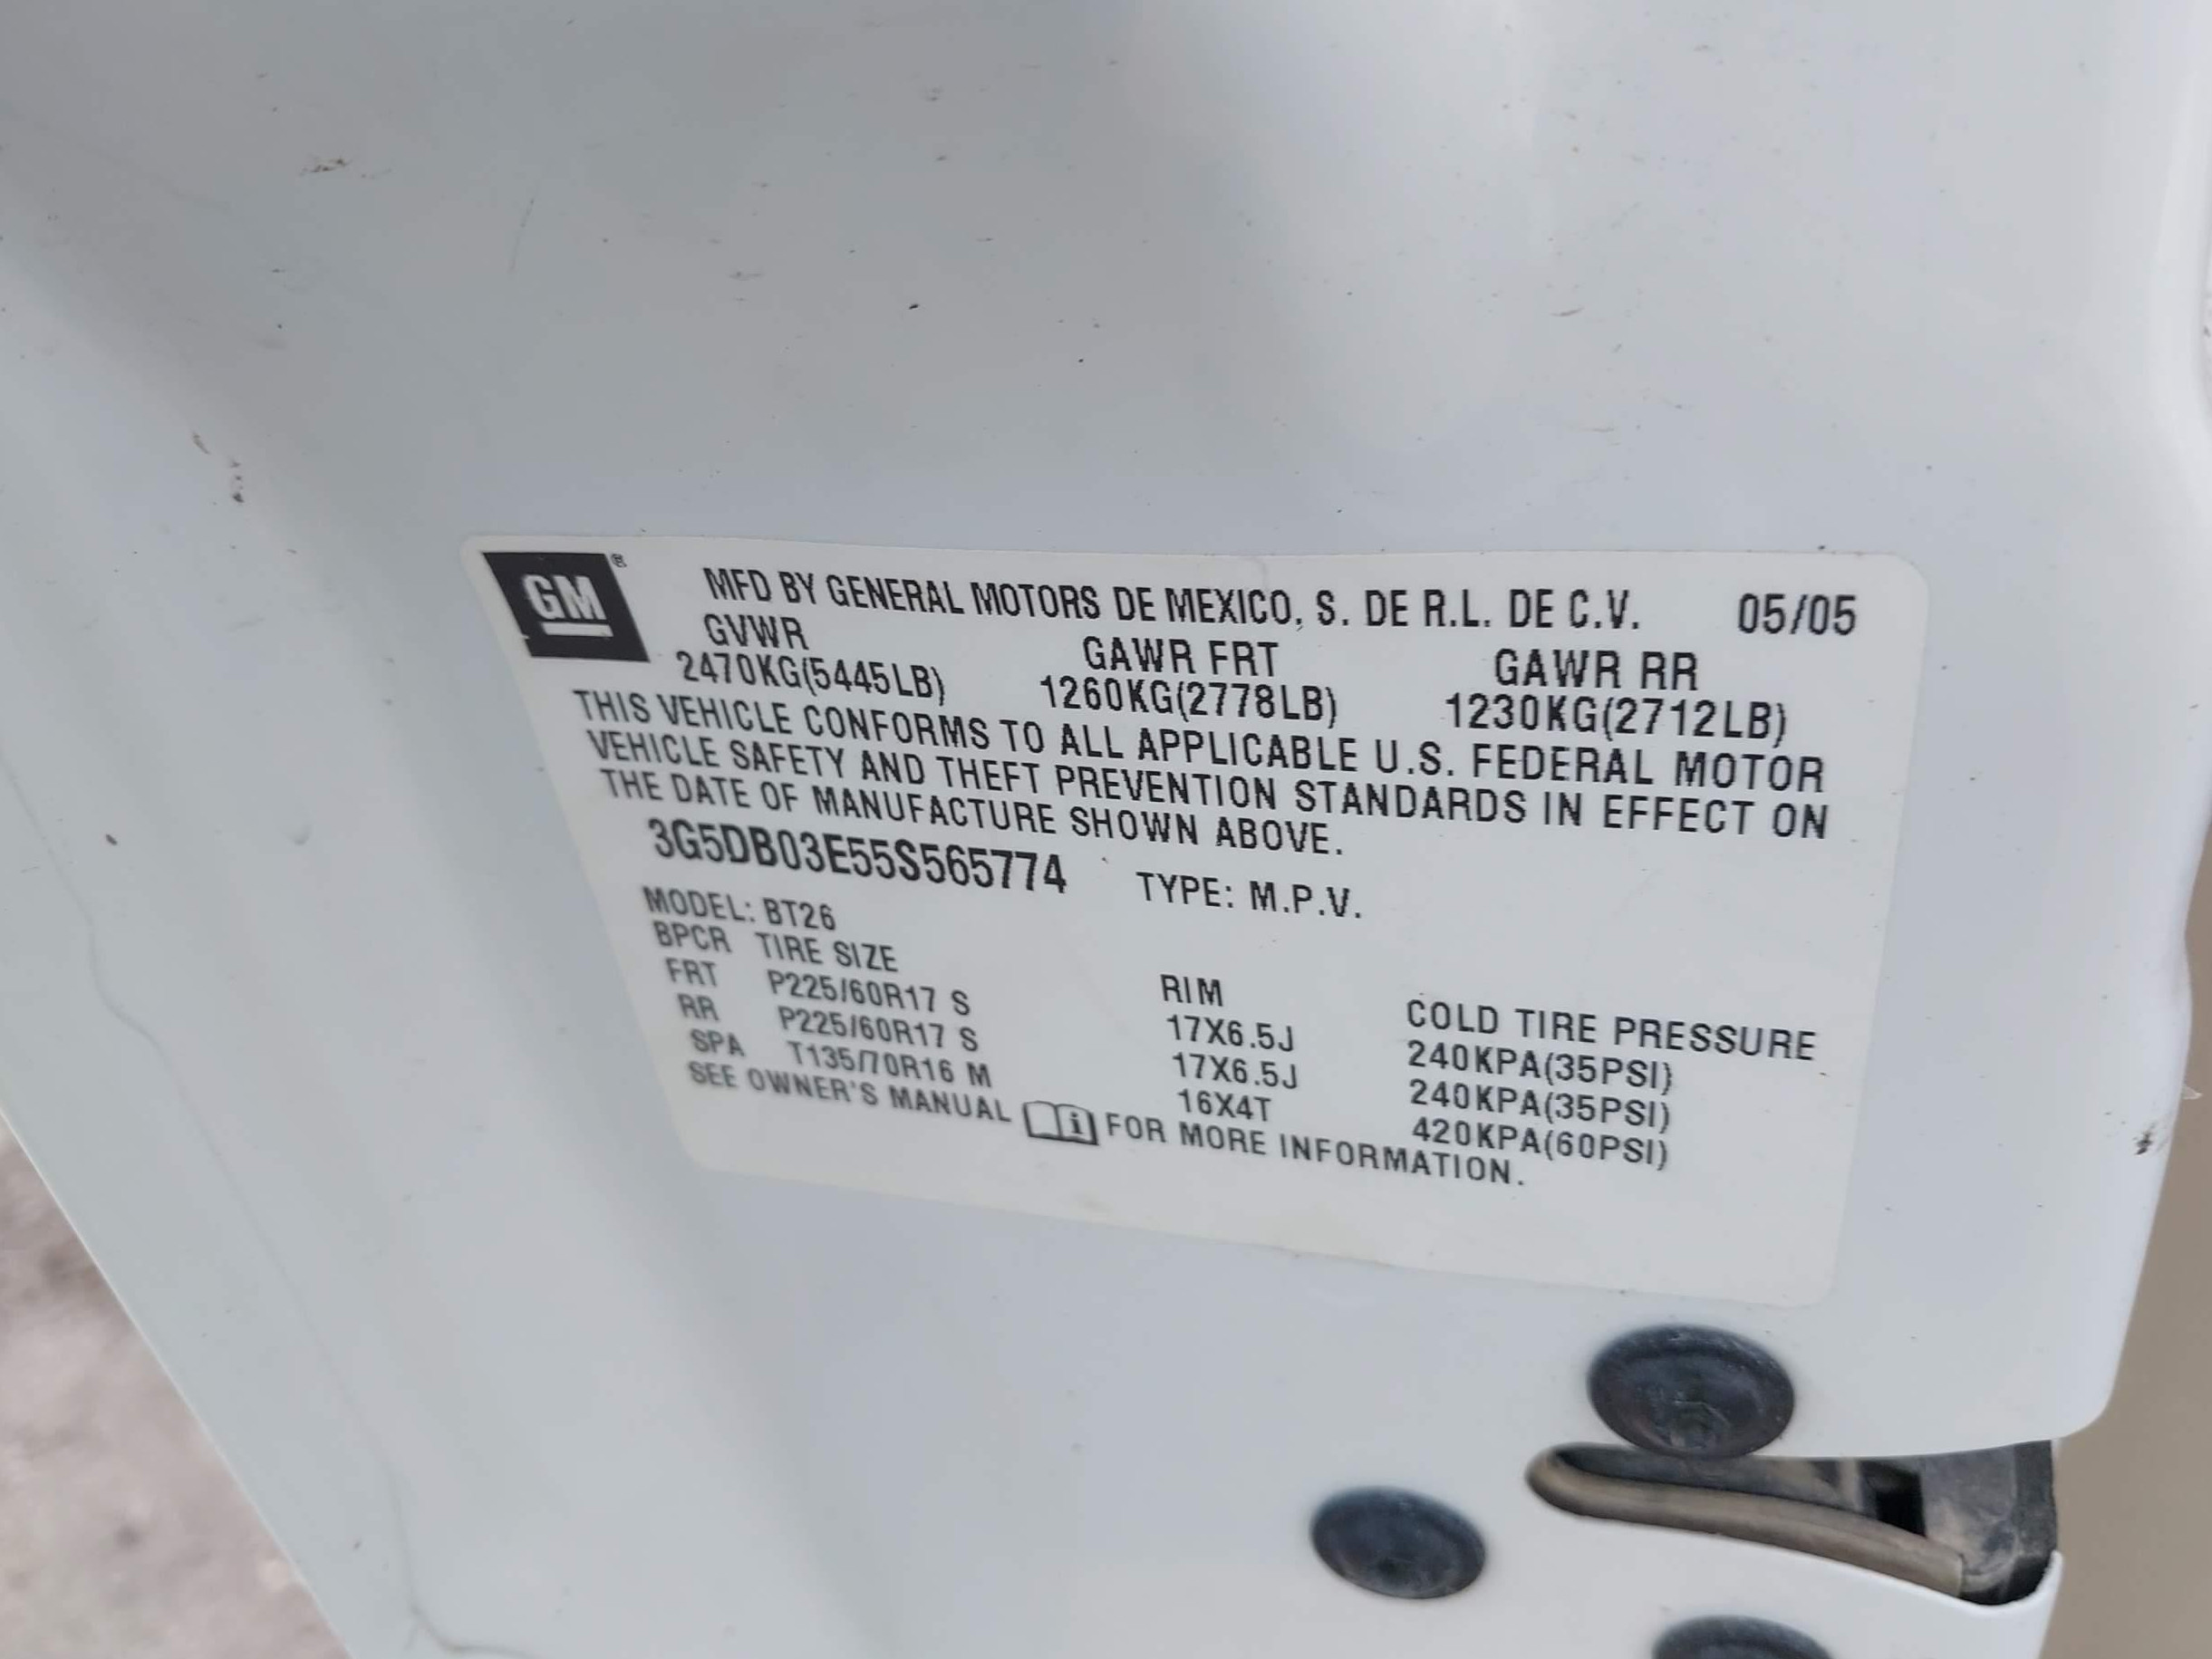 GM®
MFD BY GENERAL MOTORS DE MEXICO, S. DE R.L. DE C.V. 05/05
GVWR GAWR FRT GAWR RR
2470KG(5445LB) 1260KG(2778LB) 1230KG(2712LB)
THIS VEHICLE CONFORMS TO ALL APPLICABLE U.S. FEDERAL MOTOR
VEHICLE SAFETY AND THEFT PREVENTION STANDARDS IN EFFECT ON
THE DATE OF MANUFACTURE SHOWN ABOVE.
3G5DB03E55S565774 TYPE: M.P.V.
MODEL: BT26
BPCR TIRE SIZE RIM COLD TIRE PRESSURE
FRT P225/60R17 S 17X6.5J 240KPA(35PSI)
RR P225/60R17 S 17X6.5J 240KPA(35PSI)
SPA T135/70R16 M 16X4T 420KPA(60PSI)
SEE OWNER'S MANUAL i FOR MORE INFORMATION.